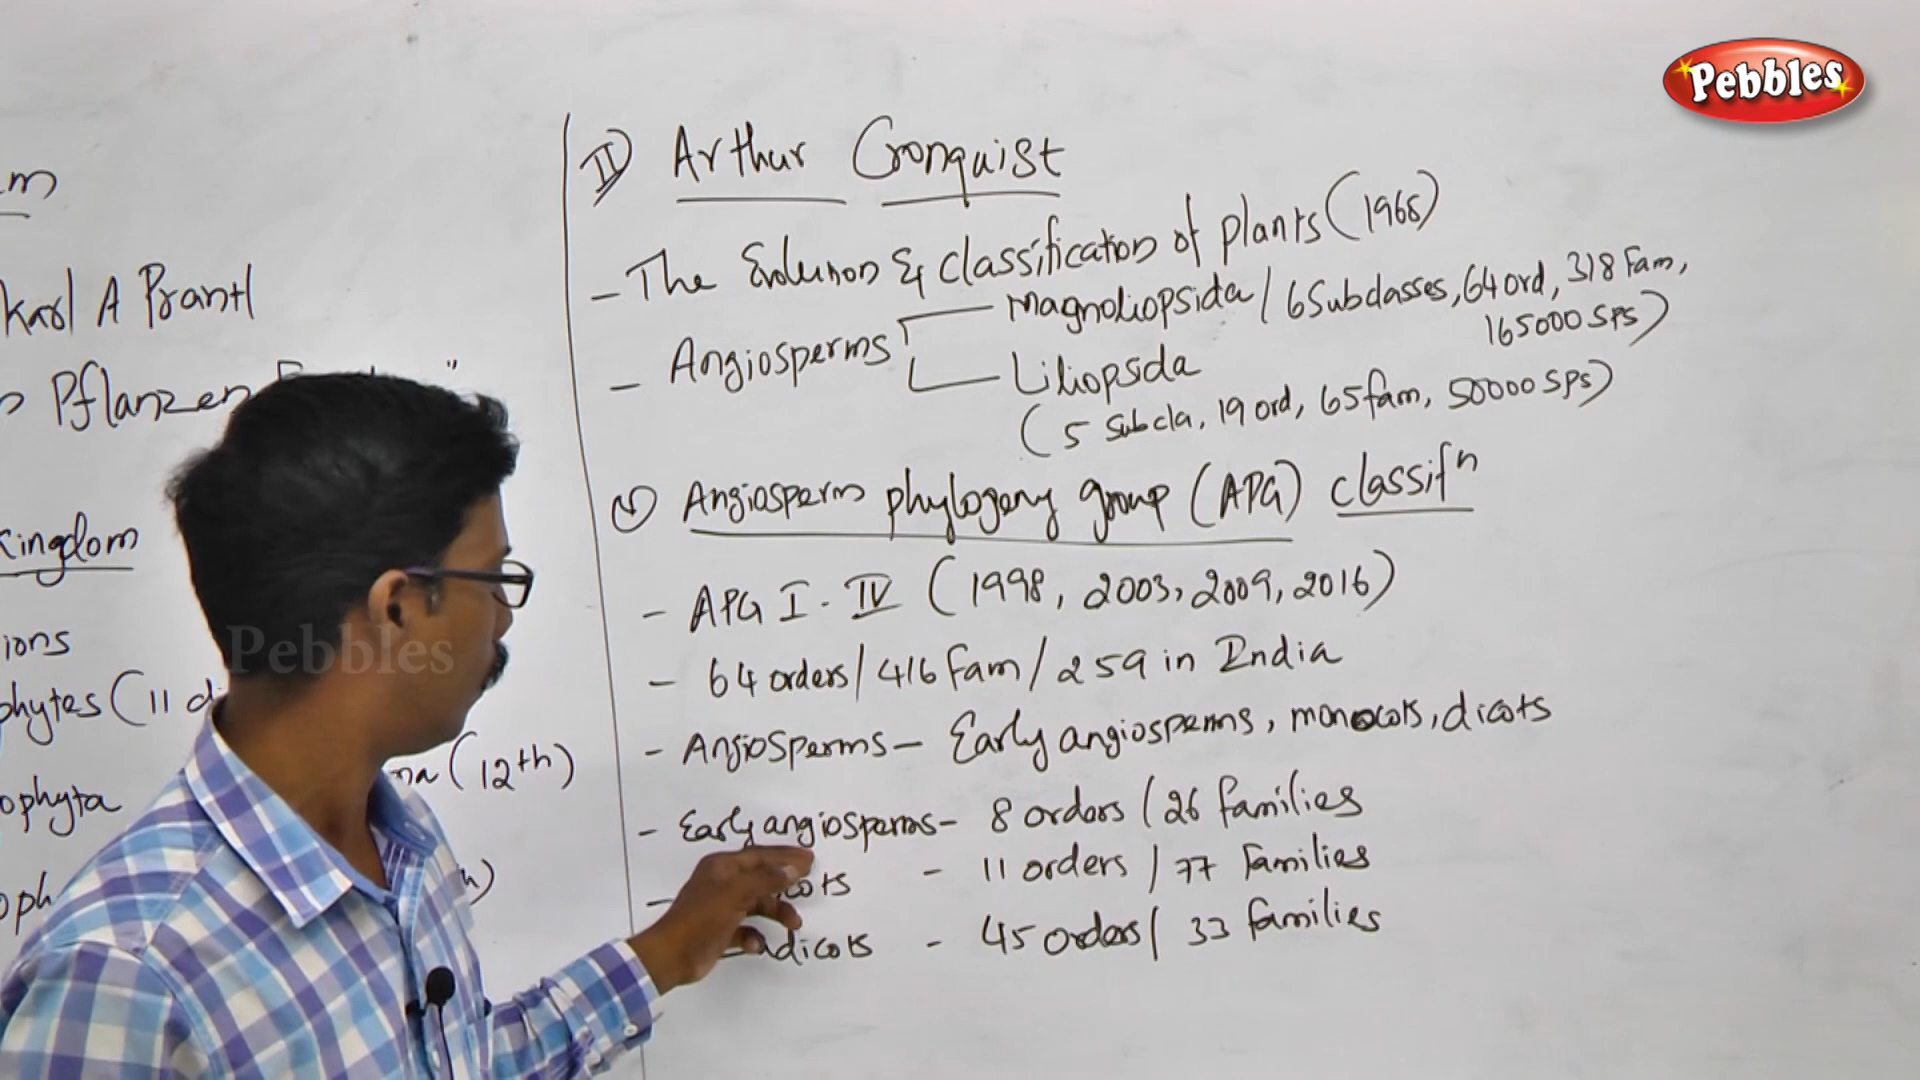 Pebbles
m
Karl A Prantl
Pflanzen "
Kingdom
ions
phytes (11 d
(12th)
ophyta
oph
II) Arthur Cronquist
- The Evolution & classification of plants (1968)
- Angiosperms
Magnoliopsida / 6 Subclasses, 64 ord, 318 Fam,
165000 SPS)
Liliopsida
(5 Subcla, 19 ord, 65 fam, 50000 SPS)
Angiosperm phylogeny group (APG) classifn
- APG I - IV (1998, 2003, 2009, 2016)
- 64 orders / 416 Fam / 259 in India
- Angiosperms - Early angiosperms, monocots, dicots
- Early angiosperms - 8 orders / 26 families
- cots - 11 orders / 77 Families
dicots - 45 orders / 33 families
Pebbles